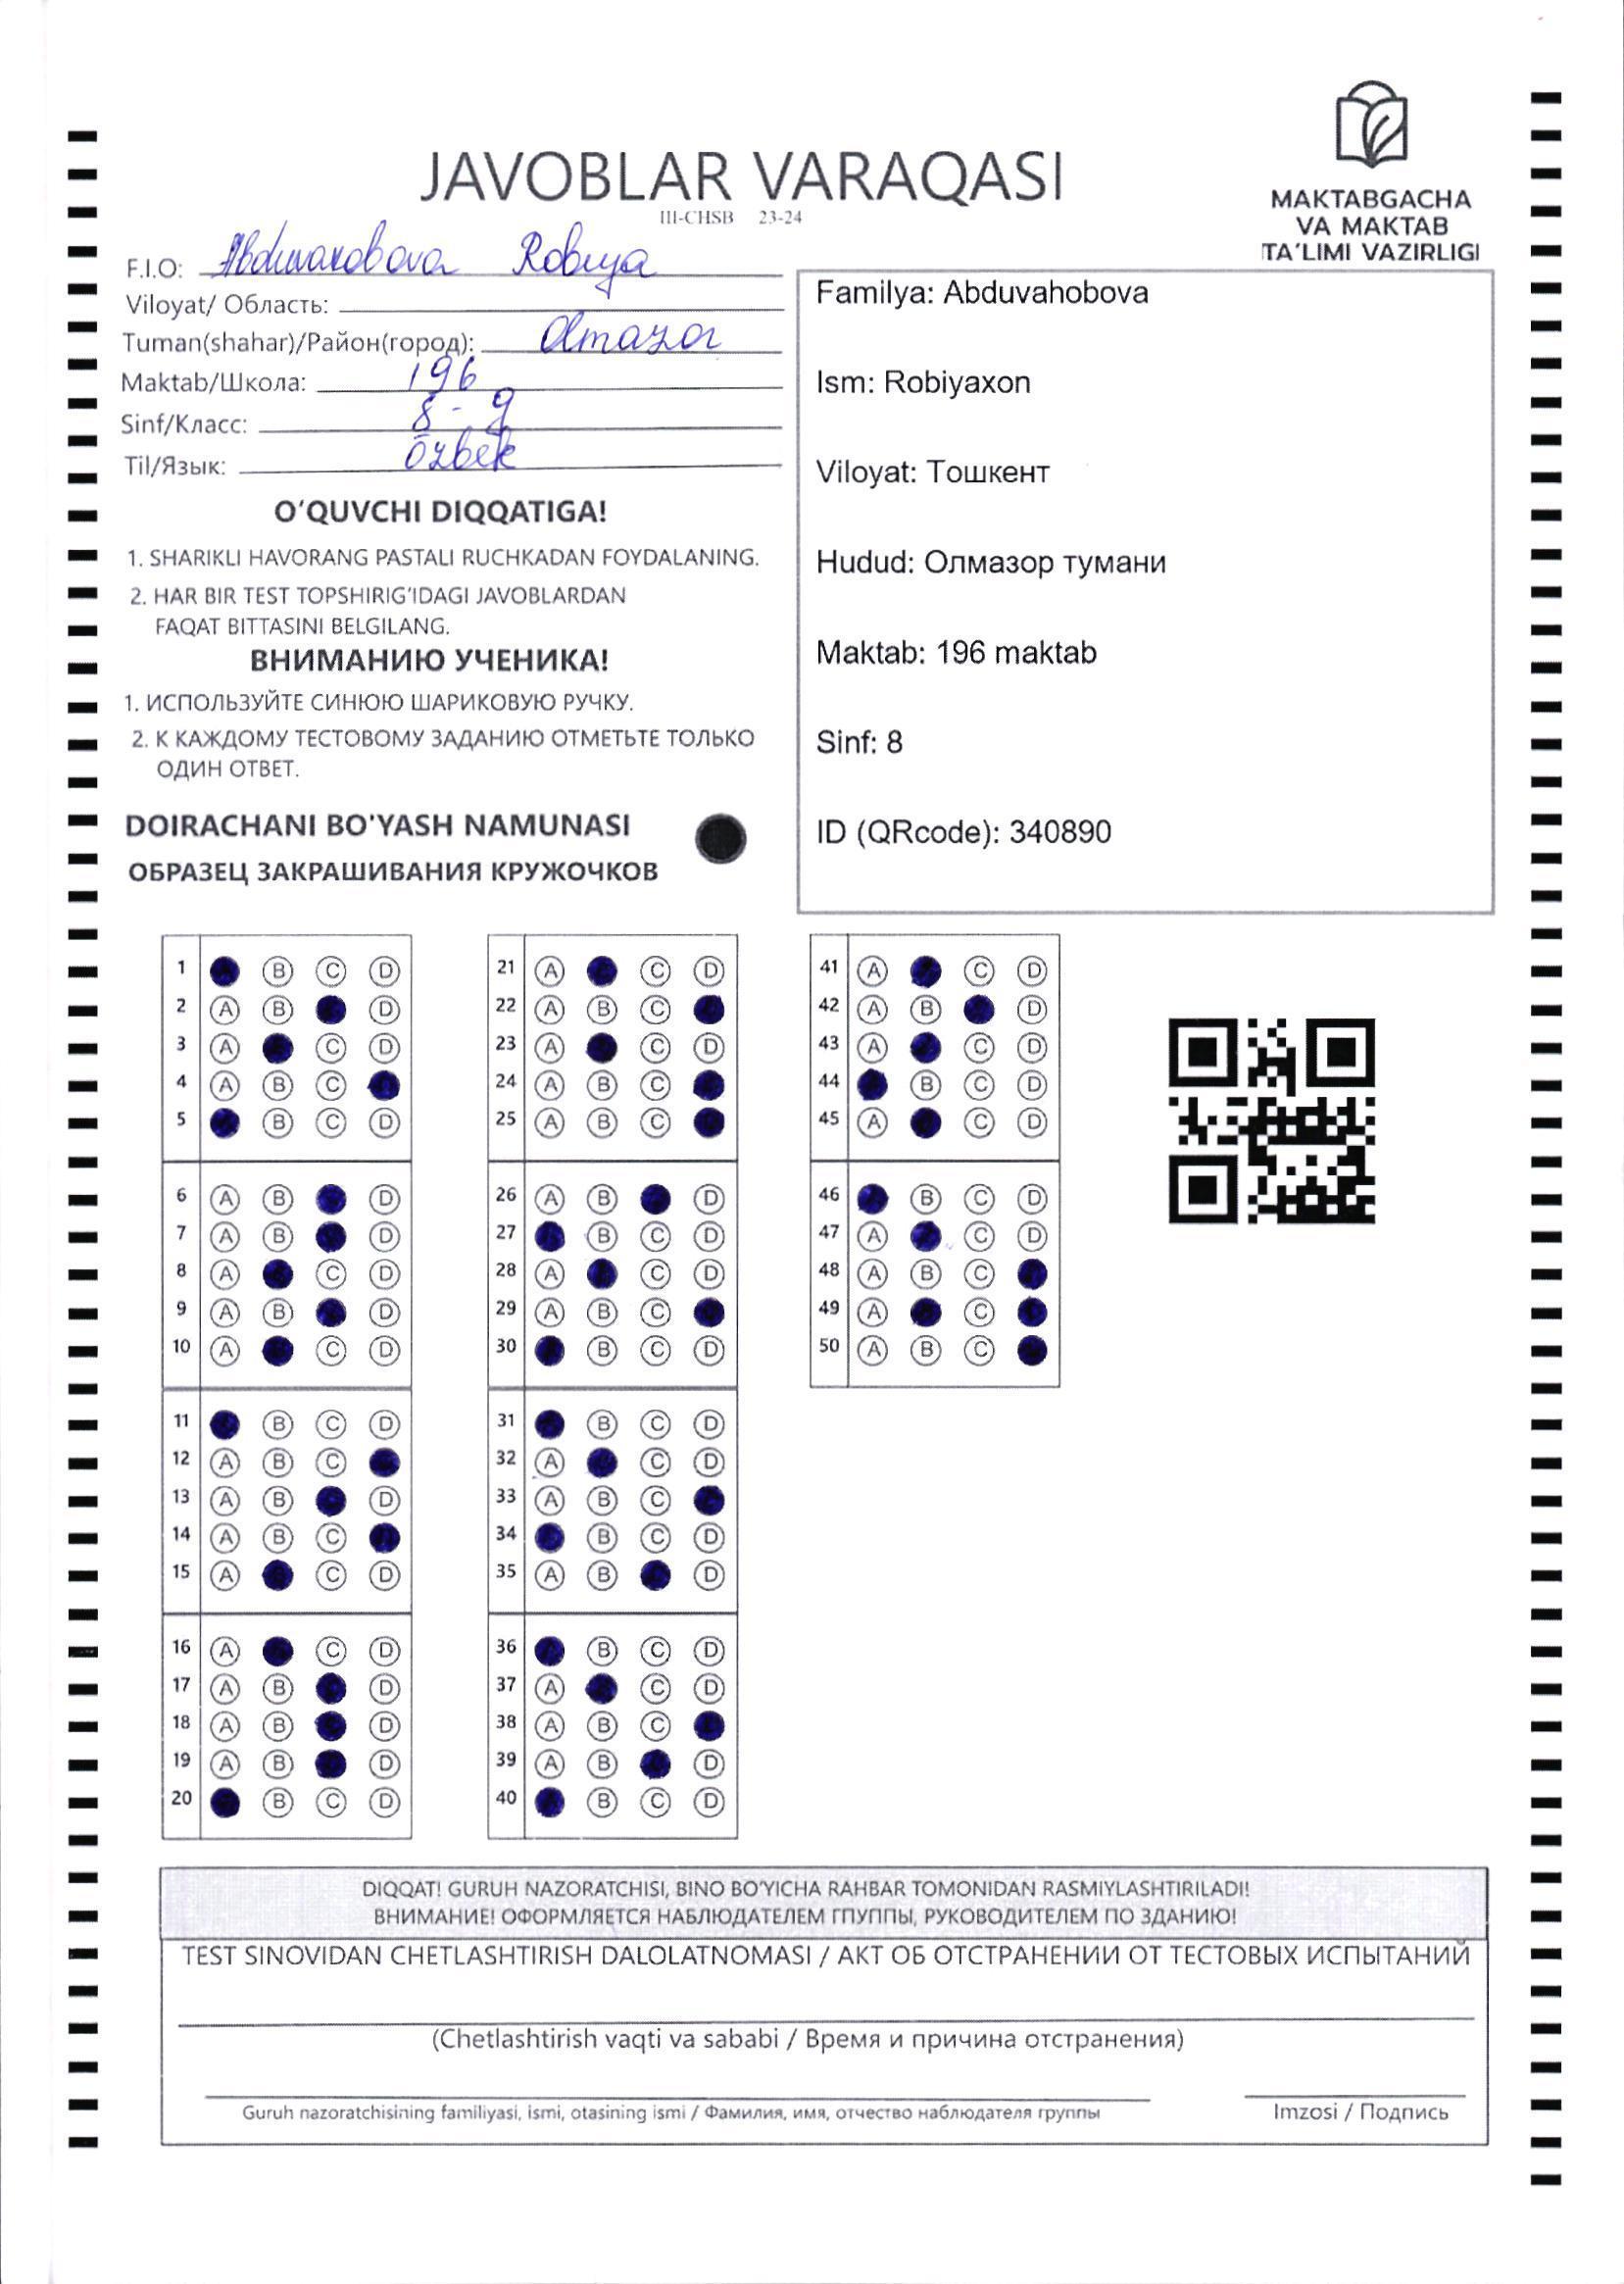 MAKTABGACHA
VA MAKTAB
TA'LIMI VAZIRLIGI
JAVOBLAR VARAQASI
III-CHSB 23-24
F.I.O: Abduvaxobova Robiya
Viloyat/ Область:
Tuman(shahar)/Район(город): Olmazor
Maktab/Школа: 196
Sinf/Класс: 8-g
Til/Язык: Özbek
O'QUVCHI DIQQATIGA!
1. SHARIKLI HAVORANG PASTALI RUCHKADAN FOYDALANING.
2. HAR BIR TEST TOPSHIRIG'IDAGI JAVOBLARDAN
FAQAT BITTASINI BELGILANG.
ВНИМАНИЮ УЧЕНИКА!
1. ИСПОЛЬЗУЙТЕ СИНЮЮ ШАРИКОВУЮ РУЧКУ.
2. К КАЖДОМУ ТЕСТОВОМУ ЗАДАНИЮ ОТМЕТЬТЕ ТОЛЬКО
ОДИН ОТВЕТ.
DOIRACHANI BO'YASH NAMUNASI
ОБРАЗЕЦ ЗАКРАШИВАНИЯ КРУЖОЧКОВ
Familya: Abduvahobova
Ism: Robiyaxon
Viloyat: Тошкент
Hudud: Олмазор тумани
Maktab: 196 maktab
Sinf: 8
ID (QRcode): 340890
1 B C D
2 A B D
3 A C D
4 A B C
5 B C D
6 A B D
7 A B D
8 A C D
9 A B D
10 A C D
11 B C D
12 A B C
13 A B D
14 A B C
15 A C D
16 A C D
17 A B D
18 A B D
19 A B D
20 B C D
21 A C D
22 A B C
23 A C D
24 A B C
25 A B C
26 A B D
27 B C D
28 A C D
29 A B C
30 B C D
31 B C D
32 A C D
33 A B C
34 B C D
35 A B D
36 B C D
37 A C D
38 A B C
39 A B D
40 B C D
41 A C D
42 A B D
43 A C D
44 B C D
45 A C D
46 B C D
47 A C D
48 A B C
49 A C
50 A B C
DIQQAT! GURUH NAZORATCHISI, BINO BO'YICHA RAHBAR TOMONIDAN RASMIYLASHTIRILADI!
ВНИМАНИЕ! ОФОРМЛЯЕТСЯ НАБЛЮДАТЕЛЕМ ГПУППЫ, РУКОВОДИТЕЛЕМ ПО ЗДАНИЮ!
TEST SINOVIDAN CHETLASHTIRISH DALOLATNOMASI / АКТ ОБ ОТСТРАНЕНИИ ОТ ТЕСТОВЫХ ИСПЫТАНИЙ
(Chetlashtirish vaqti va sababi / Время и причина отстранения)
Guruh nazoratchisining familiyasi, ismi, otasining ismi / Фамилия, имя, отчество наблюдателя группы
Imzosi / Подпись